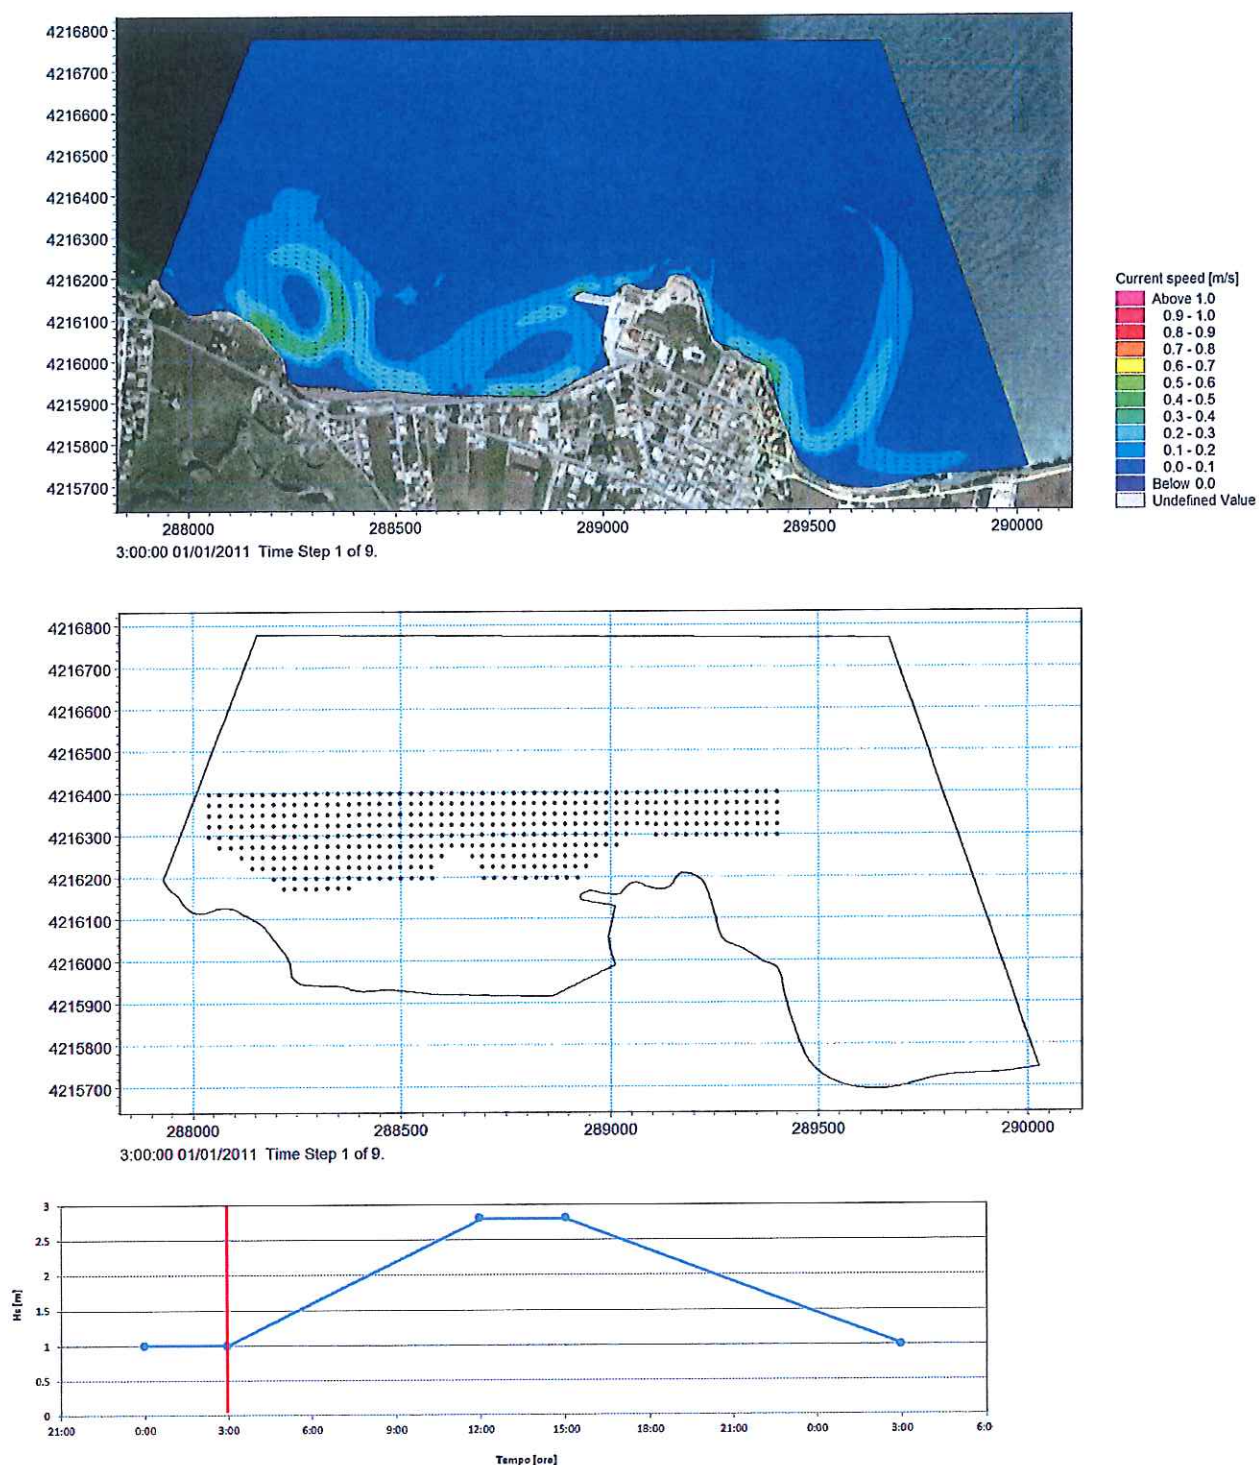 4216800
4216700
4216600
4216500
4216400
4216300
4216200
4216100
4216000
4215900
4215800
4215700
288000 288500 289000 289500 290000
3:00:00 01/01/2011 Time Step 1 of 9.
Current speed [m/s]
Above 1.0
0.9 - 1.0
0.8 - 0.9
0.7 - 0.8
0.6 - 0.7
0.5 - 0.6
0.4 - 0.5
0.3 - 0.4
0.2 - 0.3
0.1 - 0.2
0.0 - 0.1
Below 0.0
Undefined Value
4216800
4216700
4216600
4216500
4216400
4216300
4216200
4216100
4216000
4215900
4215800
4215700
288000 288500 289000 289500 290000
3:00:00 01/01/2011 Time Step 1 of 9.
Hs [m]
3
2.5
2
1.5
1
0.5
0
21:00 0:00 3:00 6:00 9:00 12:00 15:00 18:00 21:00 0:00 3:00 6:0
Tempo [ore]